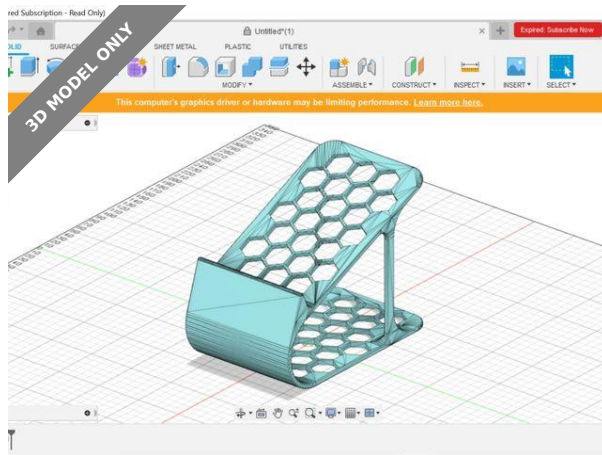 red Subscription - Read Only)
Untitled*(1)
Expired: Subscribe Now
OLID
SURFAC
SHEET METAL
PLASTIC
UTILITIES
MODIFY
ASSEMBLE
CONSTRUCT
INSPECT
INSERT
SELECT
3D MODEL ONLY
This computer's graphics driver or hardware may be limiting performance. Learn more here.